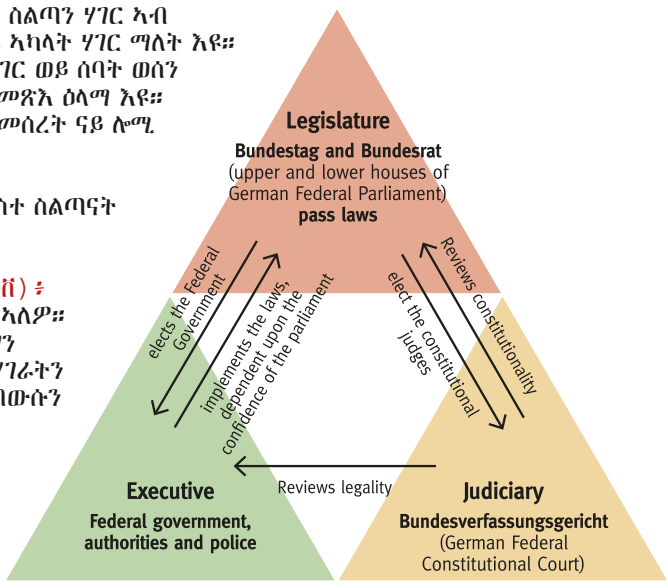 ስልጣን ሃገር ኣብ
ኣካላት ሃገር ማለት እዩ።
ወይ ሰባት ወሰን
ዕላማ እዩ።
ናይ ሎሚ
ስልጣናት
ኣለዎ።
Legislature
Bundestag and Bundesrat
(upper and lower houses of
German Federal Parliament)
pass laws
elects the Federal
Government
implements the laws,
dependent upon the
confidence of the parliament
elect the constitutional
judges
Reviews constitutionality
Reviews legality
Executive
Federal government,
authorities and police
Judiciary
Bundesverfassungsgericht
(German Federal
Constitutional Court)